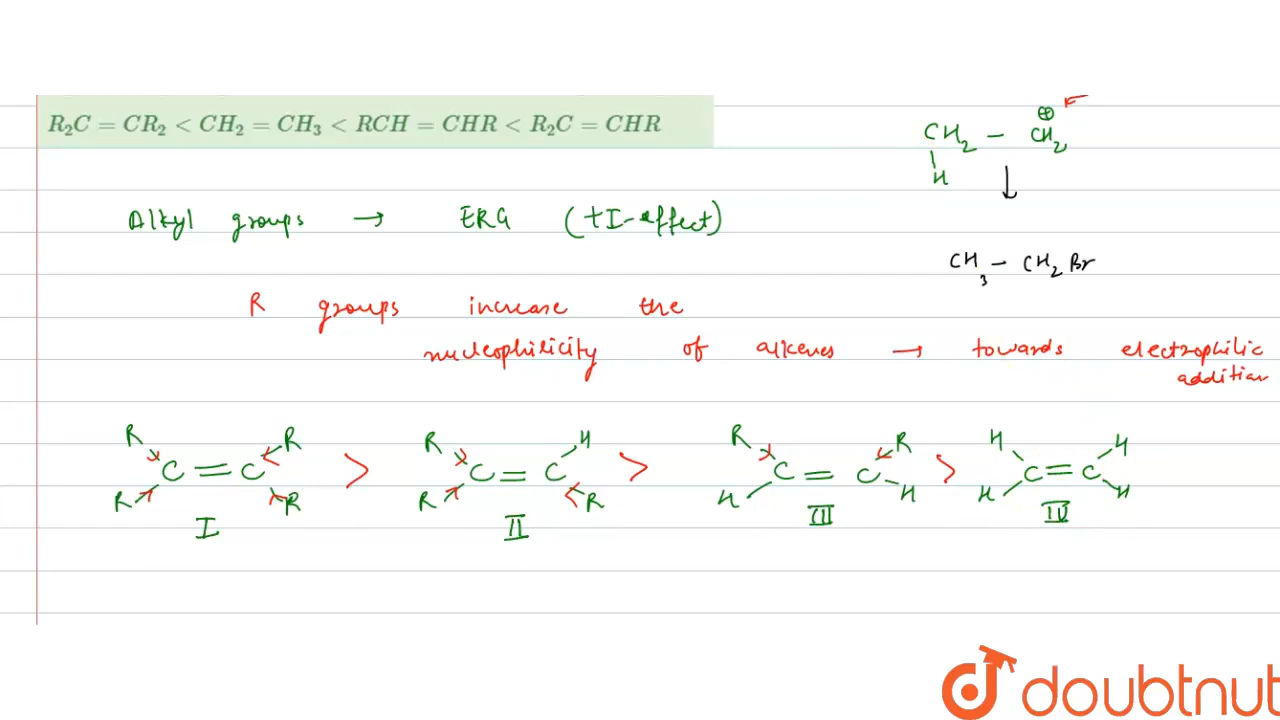 R₂C = CR₂ < CH₂ = CH₃ < RCH = CHR < R₂C = CHR
⊕
CH₂ – CH₂
H
Alkyl groups → ERG (+I-effect)
CH₃ – CH₂Br
R groups increase the
nucleophilicity of alkenes → towards electrophilic
addition
R R R H R R H H
C = C > C = C > C = C > C = C
R R R R H H H H
I II III IV
doubtnut